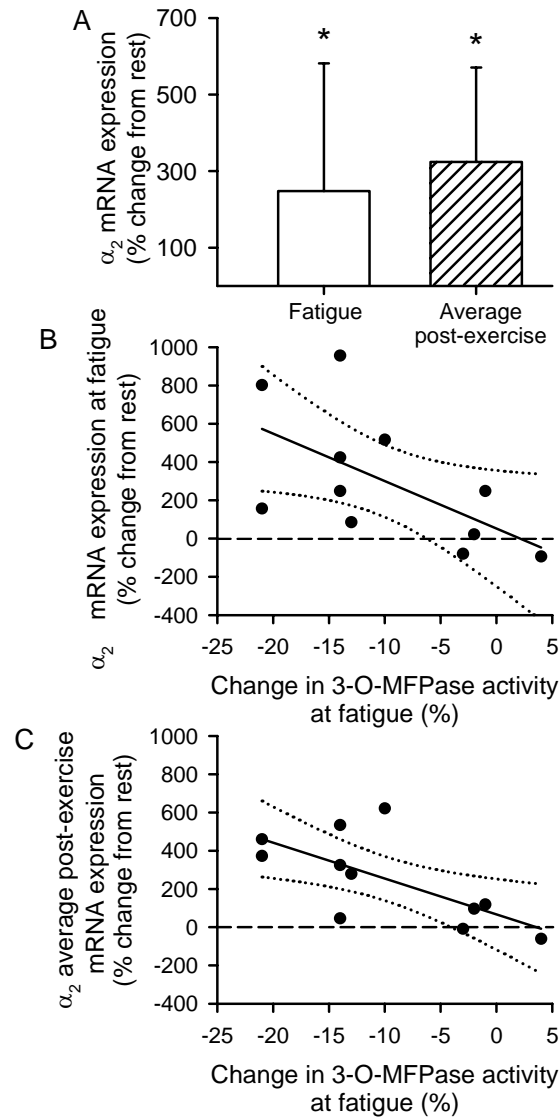 A
α2 mRNA expression
(% change from rest)
700
500
300
100
*
*
Fatigue
Average
post-exercise
B
α2 mRNA expression at fatigue
(% change from rest)
1000
800
600
400
200
0
-200
-400
-25 -20 -15 -10 -5 0 5
Change in 3-O-MFPase activity
at fatigue (%)
C
α2 average post-exercise
mRNA expression
(% change from rest)
1000
800
600
400
200
0
-200
-400
-25 -20 -15 -10 -5 0 5
Change in 3-O-MFPase activity
at fatigue (%)